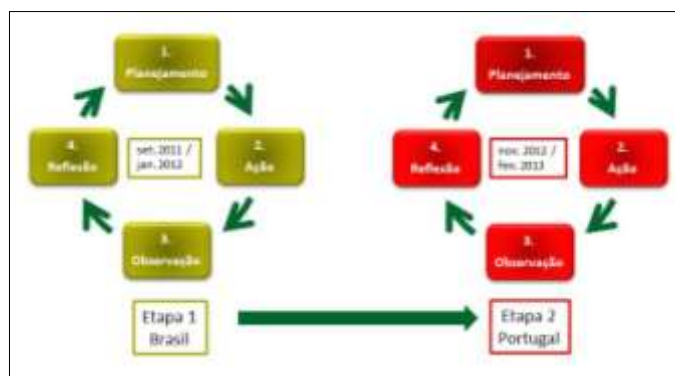 1.
Planejamento
2.
Ação
3.
Observação
4.
Reflexão
set. 2011 /
jan. 2012
Etapa 1
Brasil
1.
Planejamento
2.
Ação
3.
Observação
4.
Reflexão
nov. 2012 /
fev. 2013
Etapa 2
Portugal